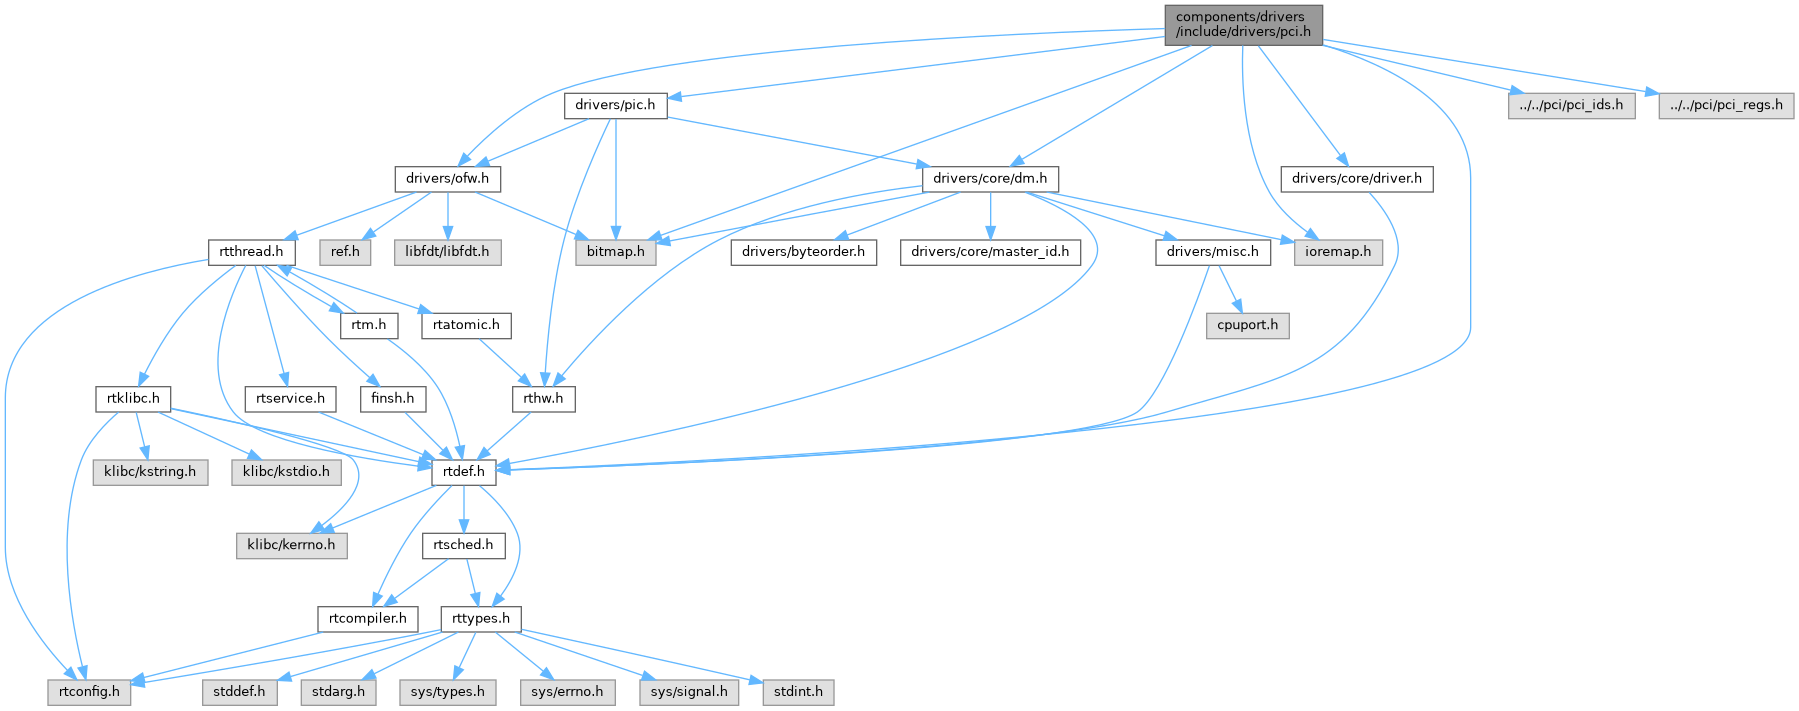 components/drivers
/include/drivers/pci.h
drivers/pic.h
../../pci/pci_ids.h
../../pci/pci_regs.h
drivers/ofw.h
drivers/core/dm.h
drivers/core/driver.h
rtthread.h
ref.h
libfdt/libfdt.h
bitmap.h
drivers/byteorder.h
drivers/core/master_id.h
drivers/misc.h
ioremap.h
rtm.h
rtatomic.h
cpuport.h
rtklibc.h
rtservice.h
finsh.h
rthw.h
klibc/kstring.h
klibc/kstdio.h
rtdef.h
klibc/kerrno.h
rtsched.h
rtcompiler.h
rttypes.h
rtconfig.h
stddef.h
stdarg.h
sys/types.h
sys/errno.h
sys/signal.h
stdint.h